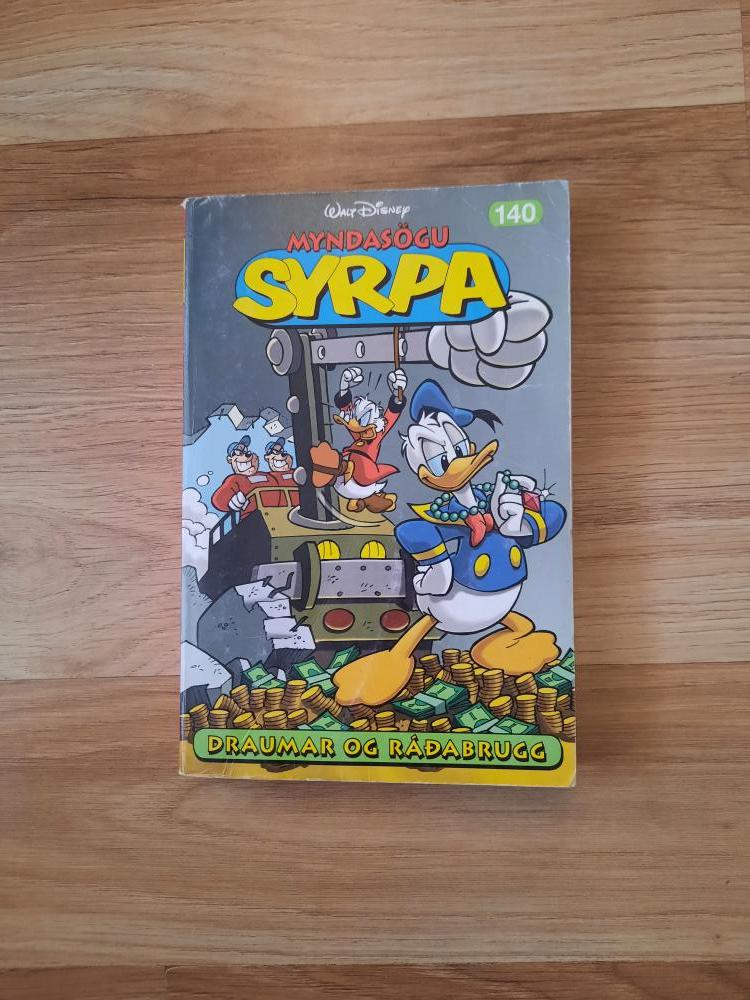 Walt Disney
140
MYNDASÖGU
SYRPA
DRAUMAR OG RÁÐABRUGG